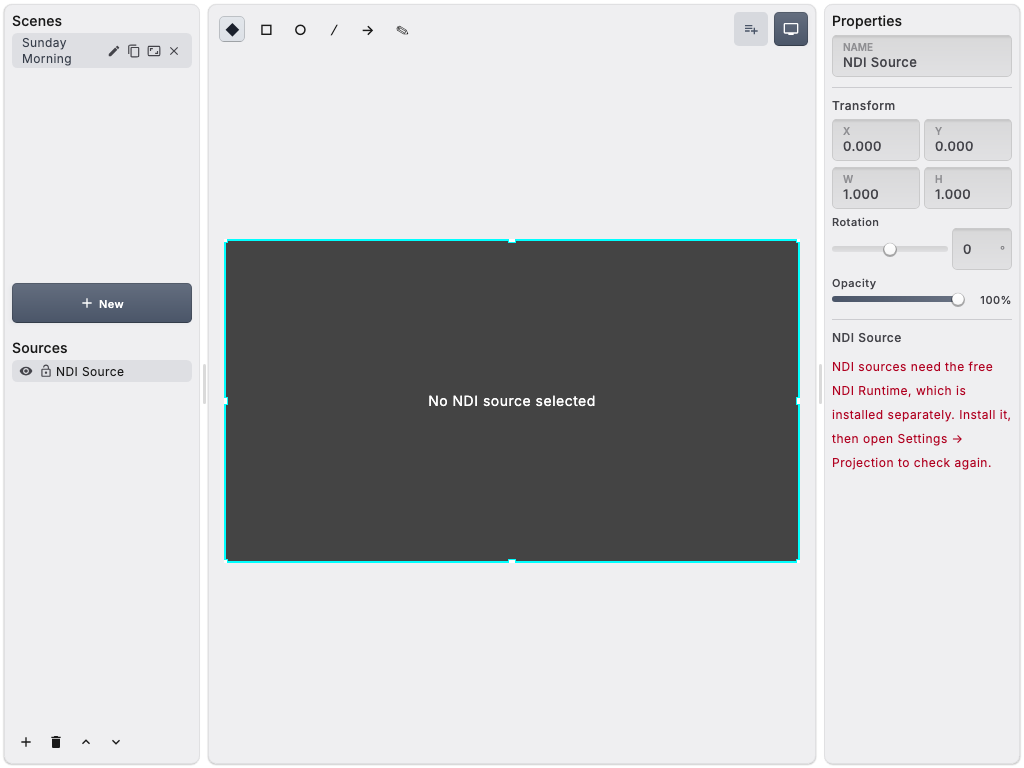 Scenes
Sunday
Morning
New
Sources
NDI Source
No NDI source selected
Properties
NAME
NDI Source
Transform
X
0.000
Y
0.000
W
1.000
H
1.000
Rotation
0 °
Opacity
100%
NDI Source
NDI sources need the free
NDI Runtime, which is
installed separately. Install it,
then open Settings →
Projection to check again.